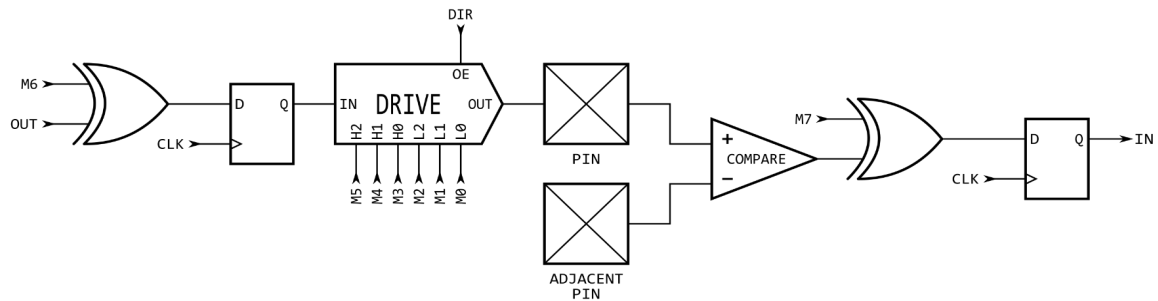 DIR
M6
OUT
D
Q
CLK
OE
IN
DRIVE
OUT
H2
H1
H0
L2
L1
L0
M5
M4
M3
M2
M1
M0
PIN
ADJACENT
PIN
+
COMPARE
−
M7
D
Q
CLK
IN